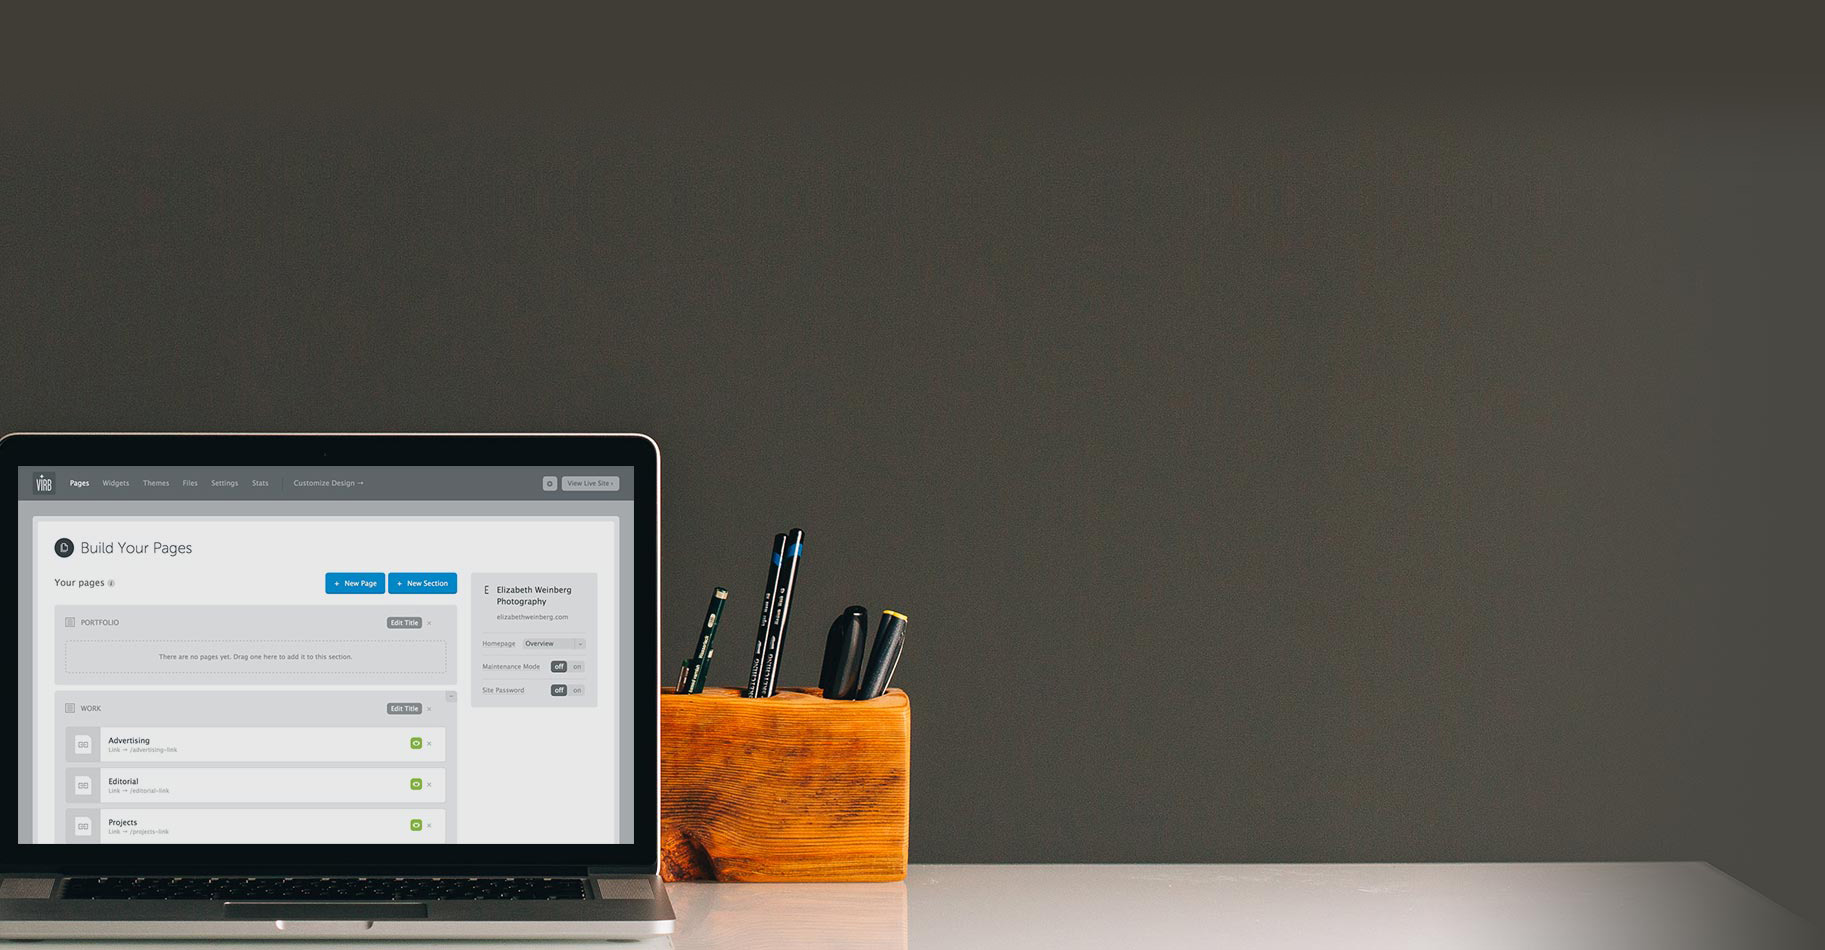 VIRB
Pages Widgets Themes Files Settings Stats Customize Design → View Live Site ›
Build Your Pages
Your pages i
+ New Page + New Section
PORTFOLIO Edit Title ×
There are no pages yet. Drag one here to add it to this section.
WORK Edit Title ×
Advertising
Link → /advertising-link
Editorial
Link → /editorial-link
Projects
Link → /projects-link
E Elizabeth Weinberg
Photography
elizabethweinberg.com
Homepage Overview
Maintenance Mode off on
Site Password off on
SKETCHING
SKETCHING